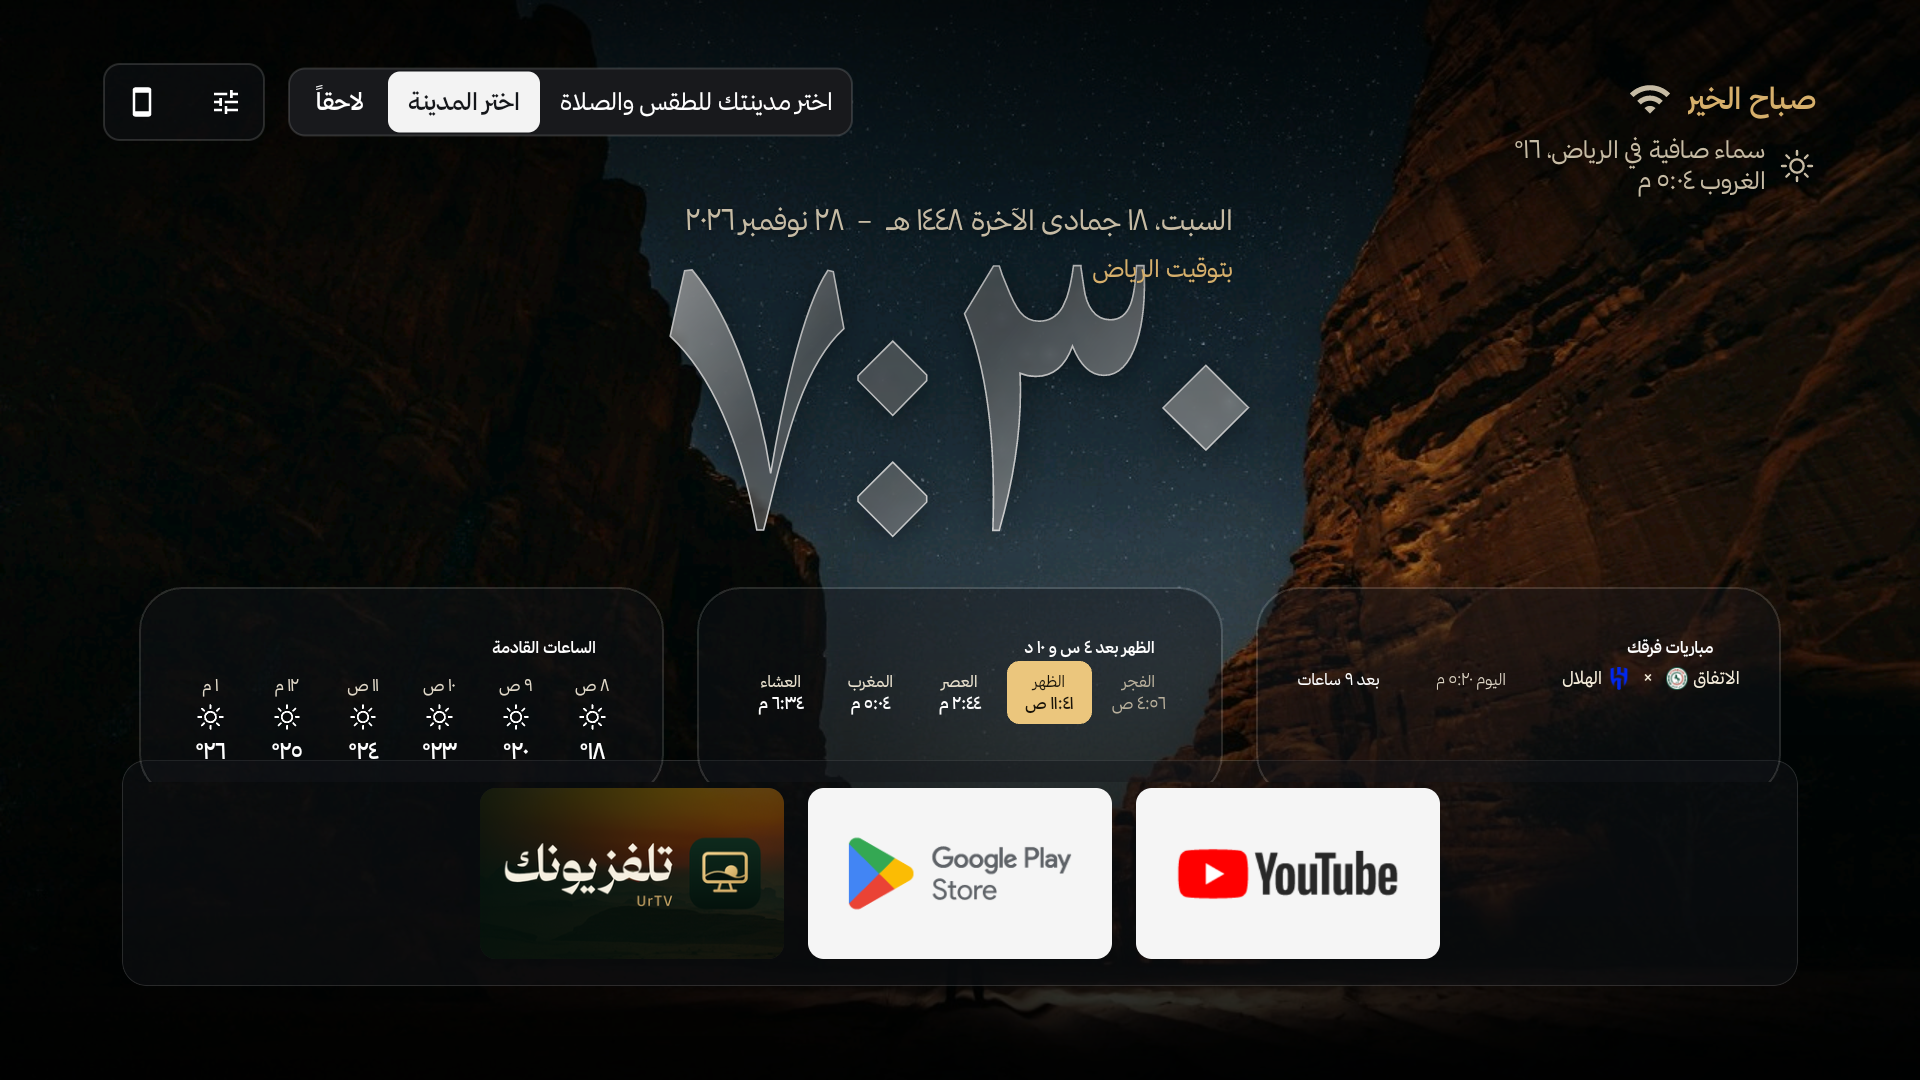 صباح الخير
سماء صافية في الرياض، ١٦°
الغروب ٥:٠٤ م
اختر مدينتك للطقس والصلاة
اختر المدينة
لاحقاً
السبت، ١٨ جمادى الآخرة ١٤٤٨ هـ – ٢٨ نوفمبر ٢٠٢٦
بتوقيت الرياض
٧:٣٠
مباريات فرقك
الاتفاق × الهلال اليوم ٥:٢٠ م بعد ٩ ساعات
الظهر بعد ٤ س و ١٠ د
الفجر الظهر العصر المغرب العشاء
٤:٥٦ ص ١١:٤١ ص ٢:٤٤ م ٥:٠٤ م ٦:٣٤ م
الساعات القادمة
٨ ص ٩ ص ١٠ ص ١١ ص ١٢ م ١ م
١٨° ٢٠° ٢٣° ٢٤° ٢٥° ٢٦°
YouTube
Google Play
Store
تلفزيونك
UrTV